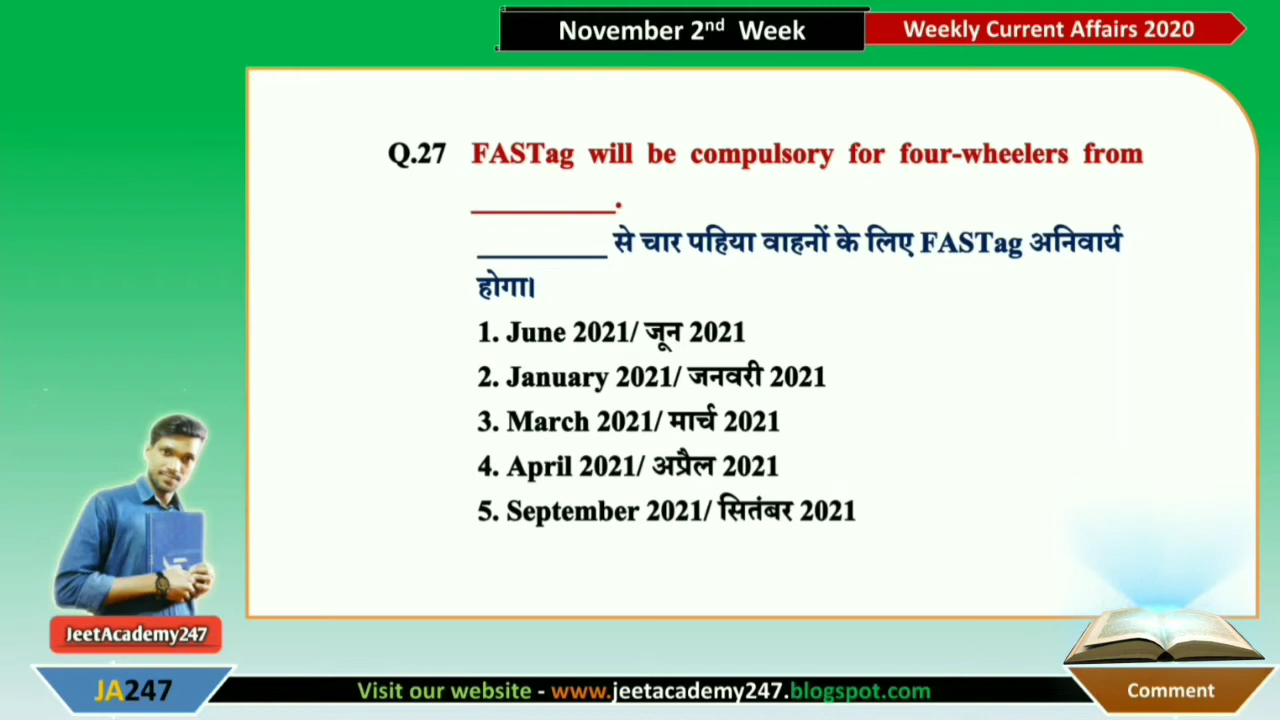 November 2nd Week
Weekly Current Affairs 2020
Q.27 FASTag will be compulsory for four-wheelers from
__________.
_________ से चार पहिया वाहनों के लिए FASTag अनिवार्य
होगा।
1. June 2021/ जून 2021
2. January 2021/ जनवरी 2021
3. March 2021/ मार्च 2021
4. April 2021/ अप्रैल 2021
5. September 2021/ सितंबर 2021
JeetAcademy247
JA247
Visit our website - www.jeetacademy247.blogspot.com
Comment